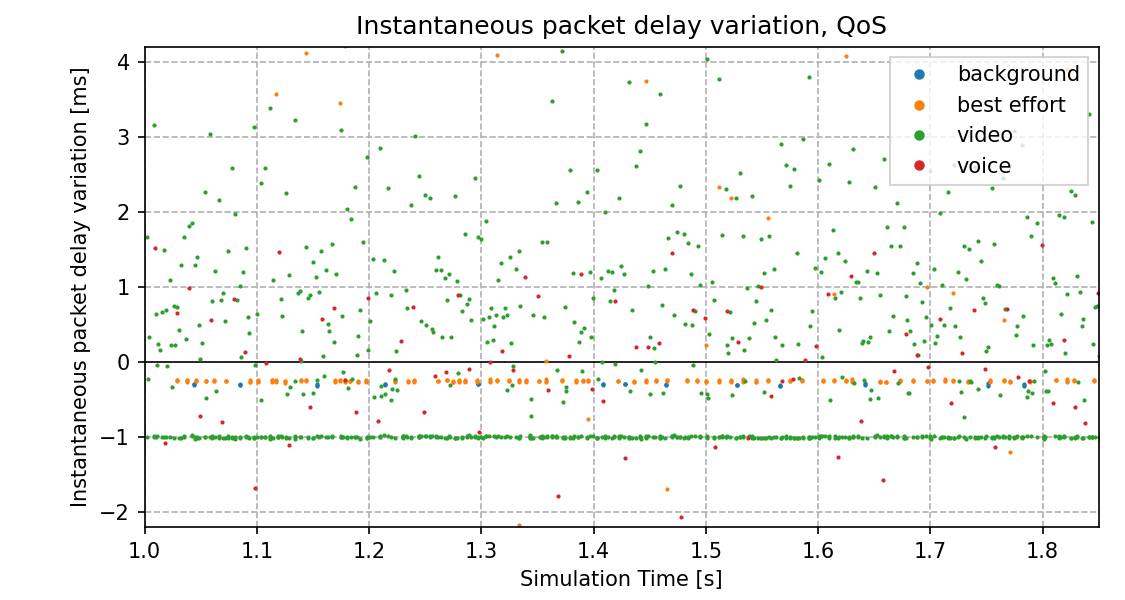 Instantaneous packet delay variation, QoS
Instantaneous packet delay variation [ms]
4
3
2
1
0
−1
−2
background
best effort
video
voice
1.0 1.1 1.2 1.3 1.4 1.5 1.6 1.7 1.8
Simulation Time [s]